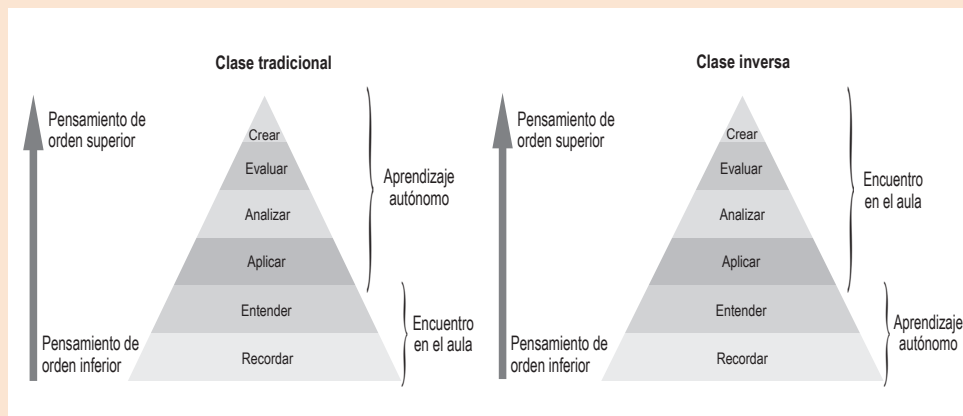 Clase tradicional
Pensamiento de
orden superior
Crear
Evaluar
Analizar
Aplicar
Entender
Recordar
Aprendizaje
autónomo
Encuentro
en el aula
Pensamiento de
orden inferior
Clase inversa
Pensamiento de
orden superior
Crear
Evaluar
Analizar
Aplicar
Entender
Recordar
Encuentro
en el aula
Aprendizaje
autónomo
Pensamiento de
orden inferior